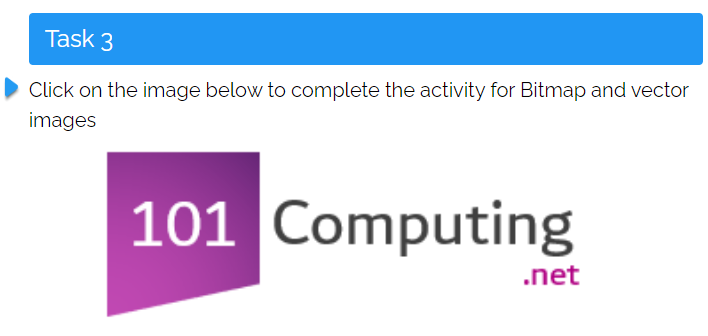 Task 3
Click on the image below to complete the activity for Bitmap and vector
images
101 Computing
.net